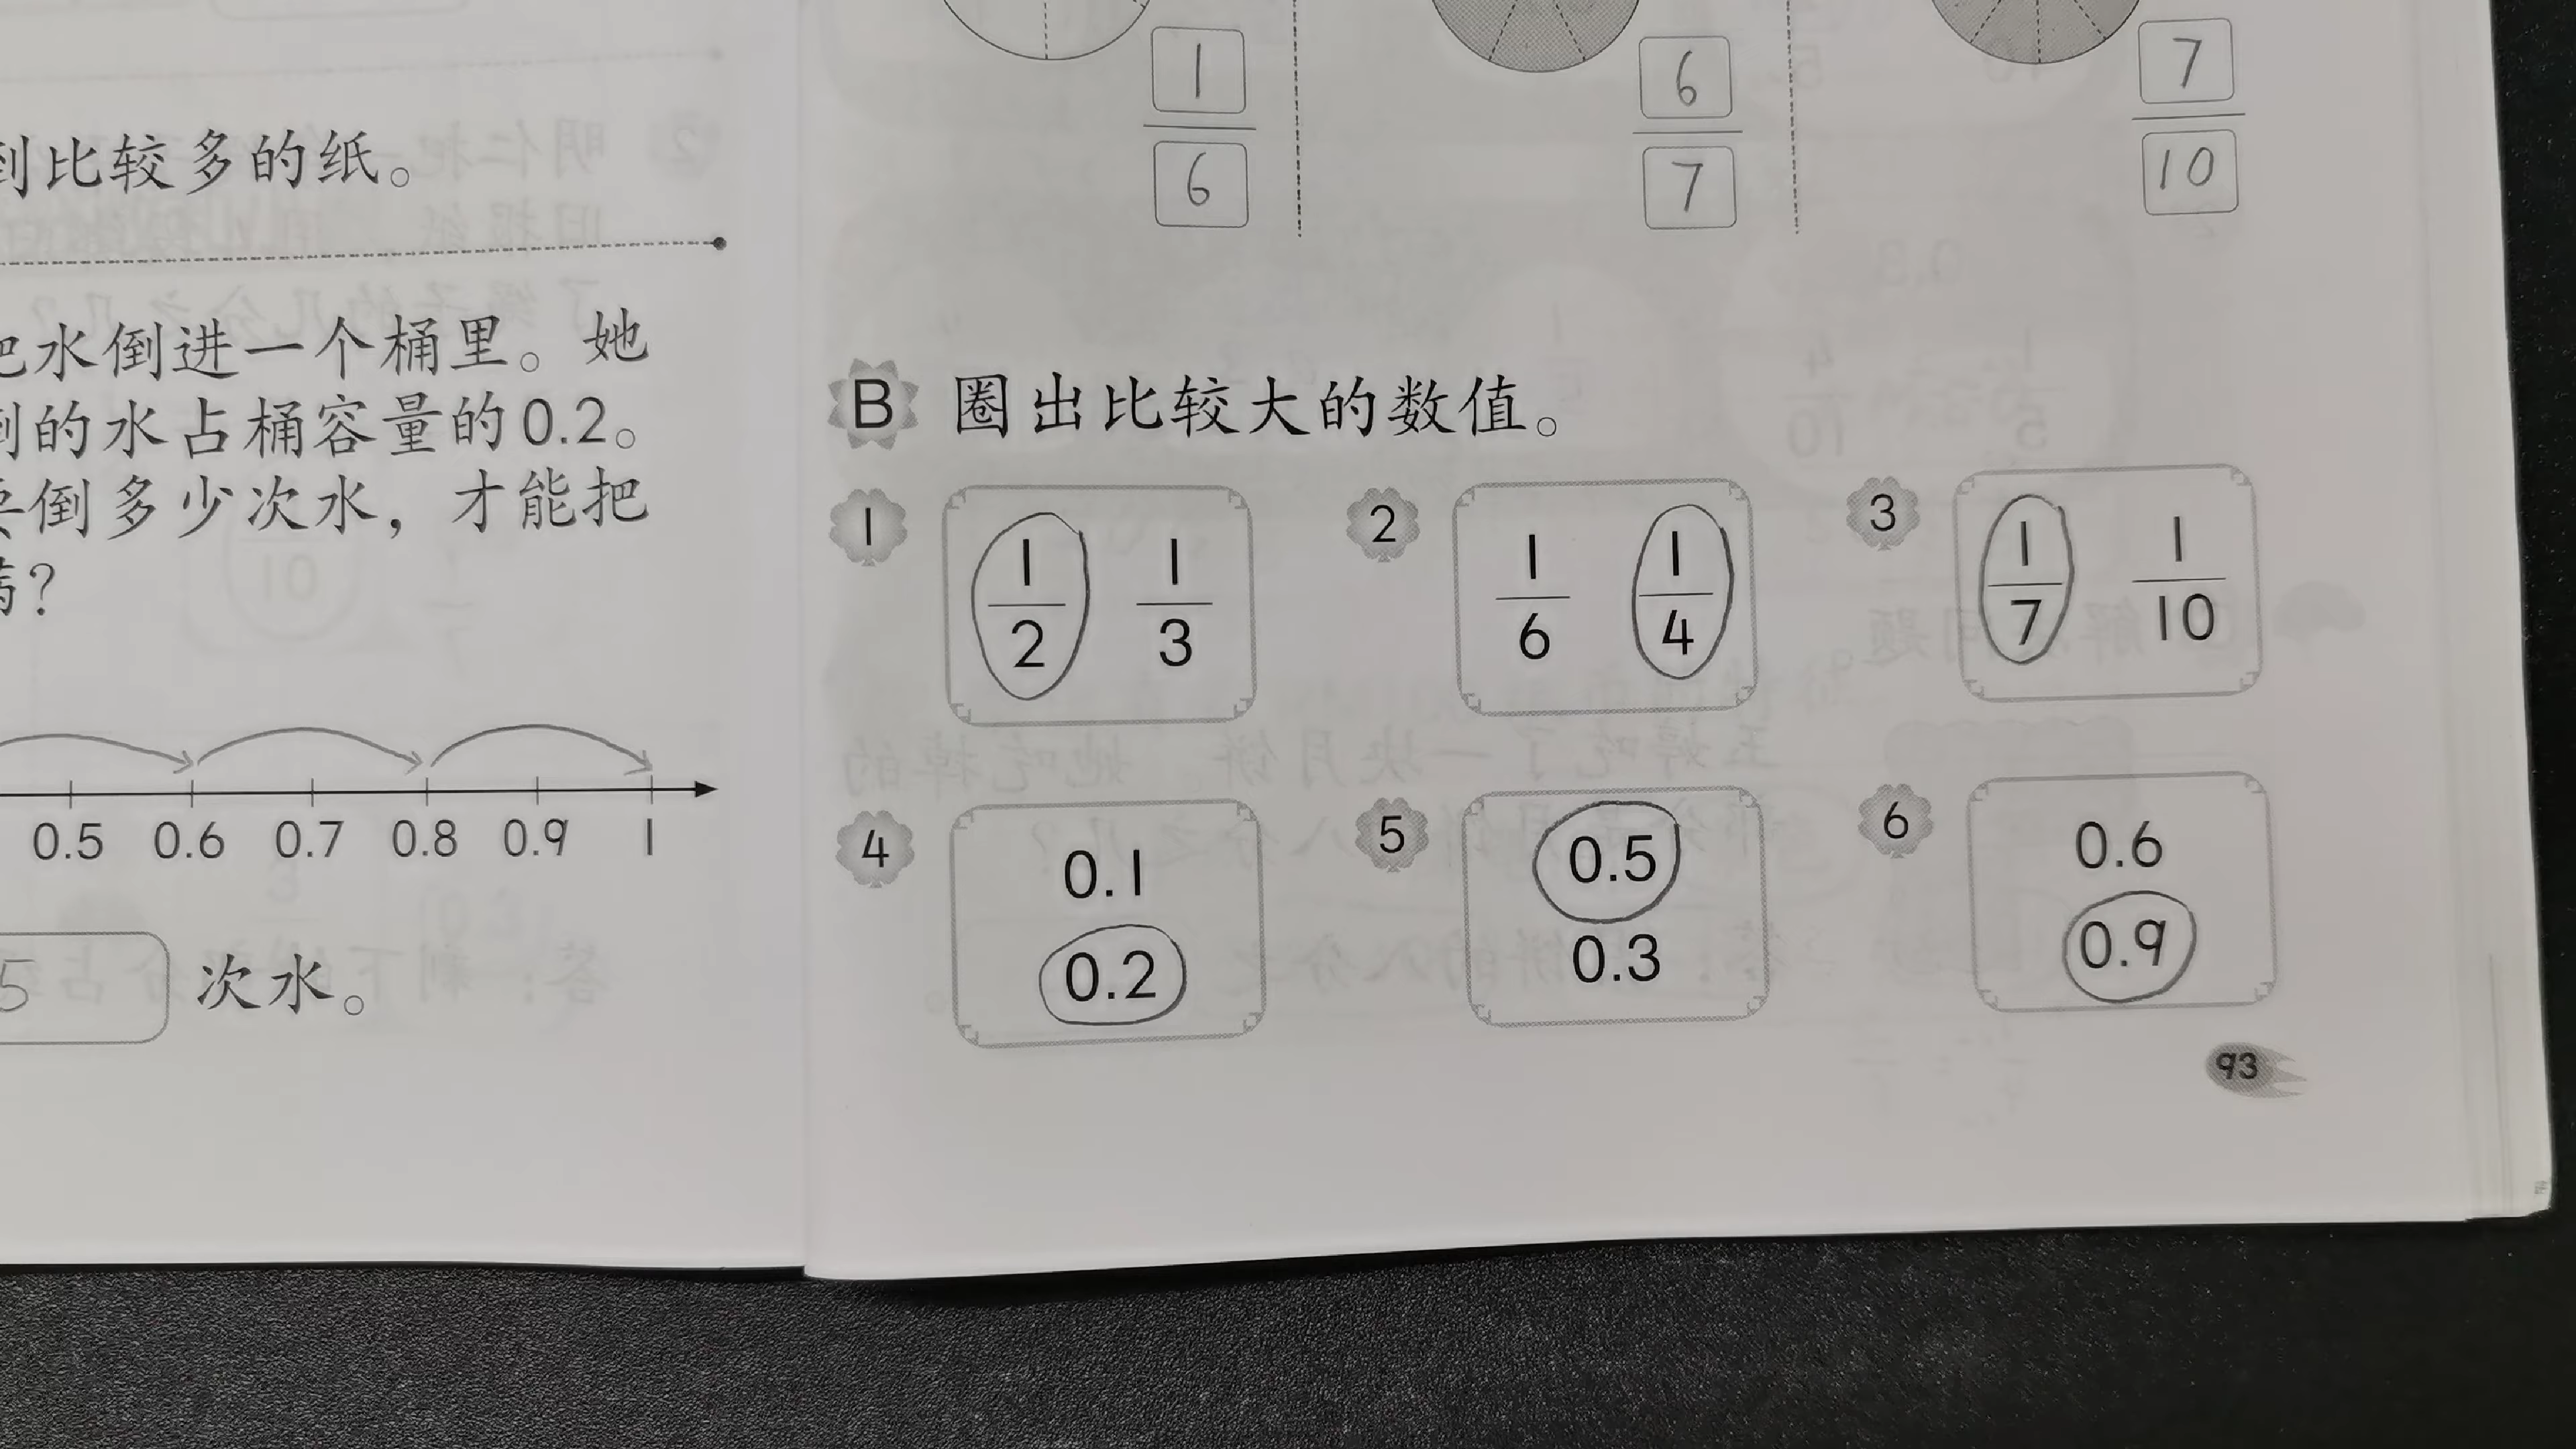 到比较多的纸。
把水倒进一个桶里。她
倒的水占桶容量的0.2。
要倒多少次水，才能把
满？
0.5 0.6 0.7 0.8 0.9 1
5 次水。
1/6
6/7
7/10
B 圈出比较大的数值。
1 1/2 1/3
2 1/6 1/4
3 1/7 1/10
4 0.1 0.2
5 0.5 0.3
6 0.6 0.9
93